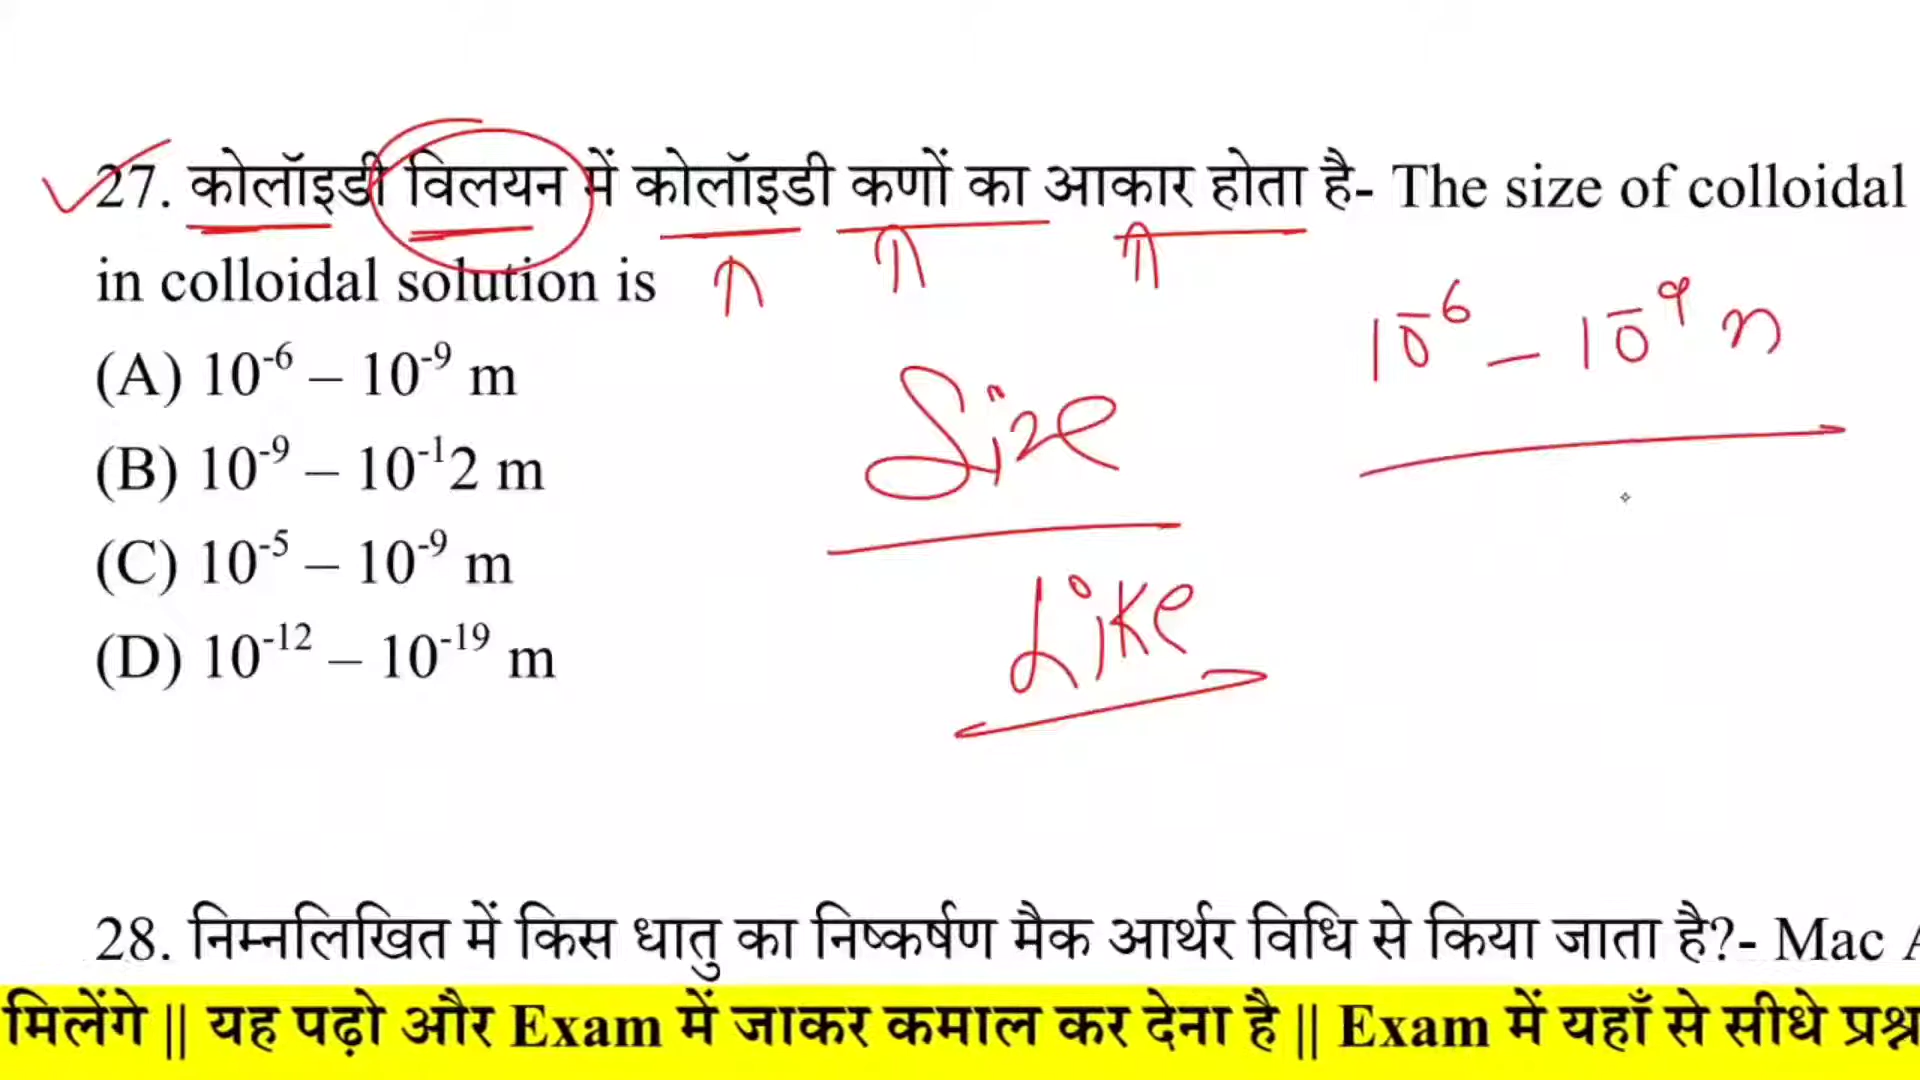 27. कोलॉइडी विलयन में कोलॉइडी कणों का आकार होता है- The size of colloidal
in colloidal solution is
(A) 10⁻⁶ – 10⁻⁹ m
(B) 10⁻⁹ – 10⁻¹2 m
(C) 10⁻⁵ – 10⁻⁹ m
(D) 10⁻¹² – 10⁻¹⁹ m
10⁻⁶ – 10⁻⁹ m
Size
Like
28. निम्नलिखित में किस धातु का निष्कर्षण मैक आर्थर विधि से किया जाता है?- Mac A
मिलेंगे || यह पढ़ो और Exam में जाकर कमाल कर देना है || Exam में यहाँ से सीधे प्रश्न